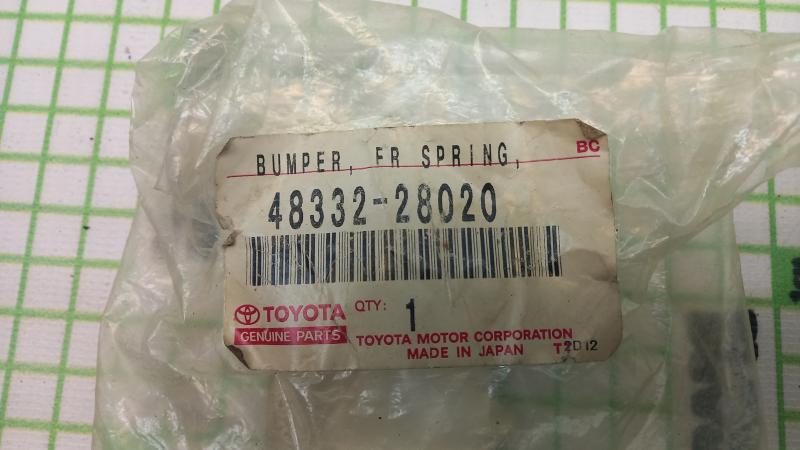 BC
BUMPER, FR SPRING,
48332-28020
TOYOTA QTY: 1
GENUINE PARTS
TOYOTA MOTOR CORPORATION
MADE IN JAPAN T2D12